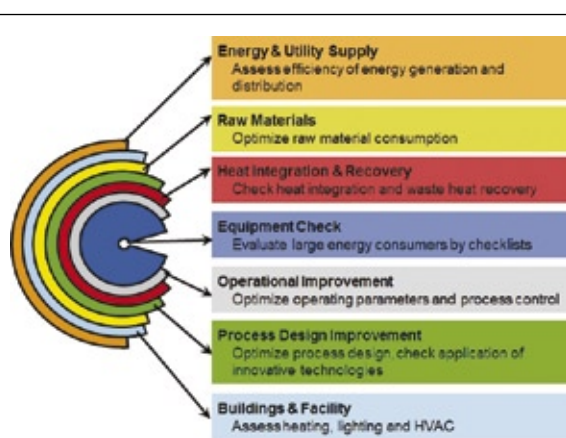 Energy & Utility Supply
Assess efficiency of energy generation and
distribution
Raw Materials
Optimize raw material consumption
Heat Integration & Recovery
Check heat integration and waste heat recovery
Equipment Check
Evaluate large energy consumers by checklists
Operational Improvement
Optimize operating parameters and process control
Process Design Improvement
Optimize process design, check application of
innovative technologies
Buildings & Facility
Assess heating, lighting and HVAC